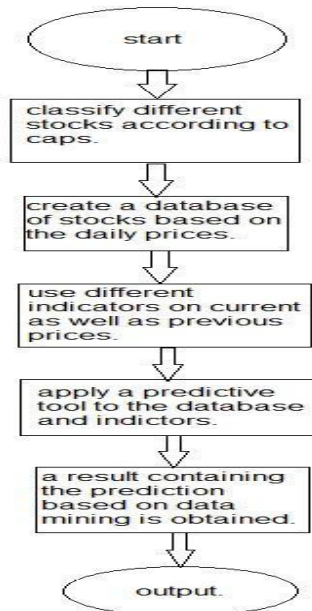 start
classify different
stocks according to
caps.
create a database
of stocks based on
the daily prices.
use different
indicators on current
as well as previous
prices.
apply a predictive
tool to the database
and indictors.
a result containing
the prediction
based on data
mining is obtained.
output.